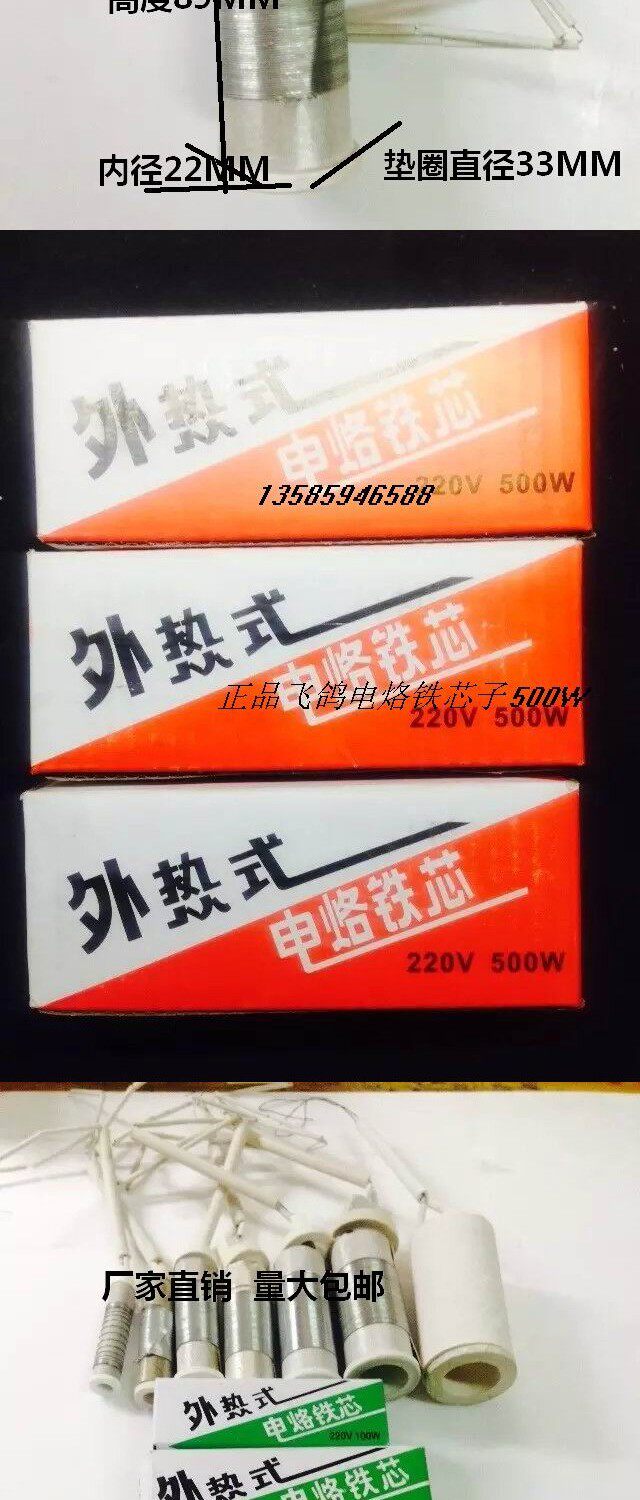 高度89MM
内径22MM
垫圈直径33MM
外热式
电烙铁芯
220V 500W
13585946588
外热式
电烙铁芯
正品飞鸽电烙铁芯子500W
220V 500W
外热式
电烙铁芯
220V 500W
厂家直销 量大包邮
外热式
电烙铁芯
220V 100W
外热式
电烙铁芯